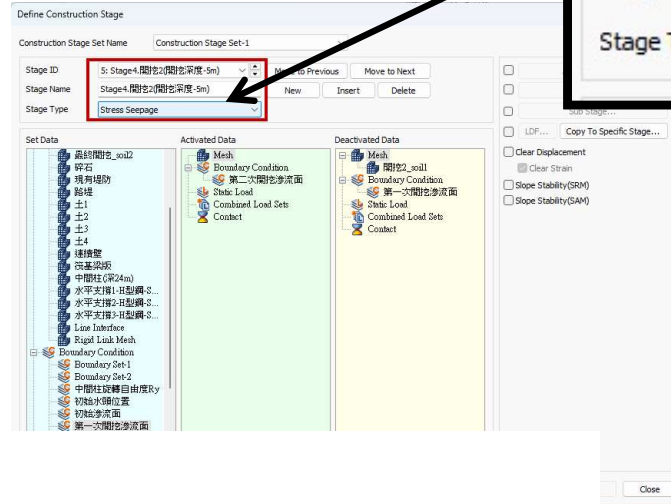 Define Construction Stage
Stage T
Construction Stage Set Name Construction Stage Set-1
Stage ID 5: Stage4.開挖2(開挖深度-5m) to Previous Move to Next
Stage Name Stage4.開挖2(開挖深度-5m) New Insert Delete
Stage Type Stress Seepage
Sub Stage...
LDF... Copy To Specific Stage...
Clear Displacement
Clear Strain
Slope Stability(SRM)
Slope Stability(SAM)
Set Data
最終開挖_soil2
碎石
現有堤防
路堤
土1
土2
土3
土4
連續壁
筏基梁版
中間柱(深24m)
水平支撐1-H型鋼-S...
水平支撐2-H型鋼-S...
水平支撐3-H型鋼-S...
Line Interface
Rigid Link Mesh
Boundary Condition
Boundary Set-1
Boundary Set-2
中間柱旋轉自由度Ry
初始水頭位置
初始滲流面
第一次開挖滲流面
Activated Data
Mesh
Boundary Condition
第二次開挖滲流面
Static Load
Combined Load Sets
Contact
Deactivated Data
Mesh
開挖2_soil1
Boundary Condition
第一次開挖滲流面
Static Load
Combined Load Sets
Contact
Close